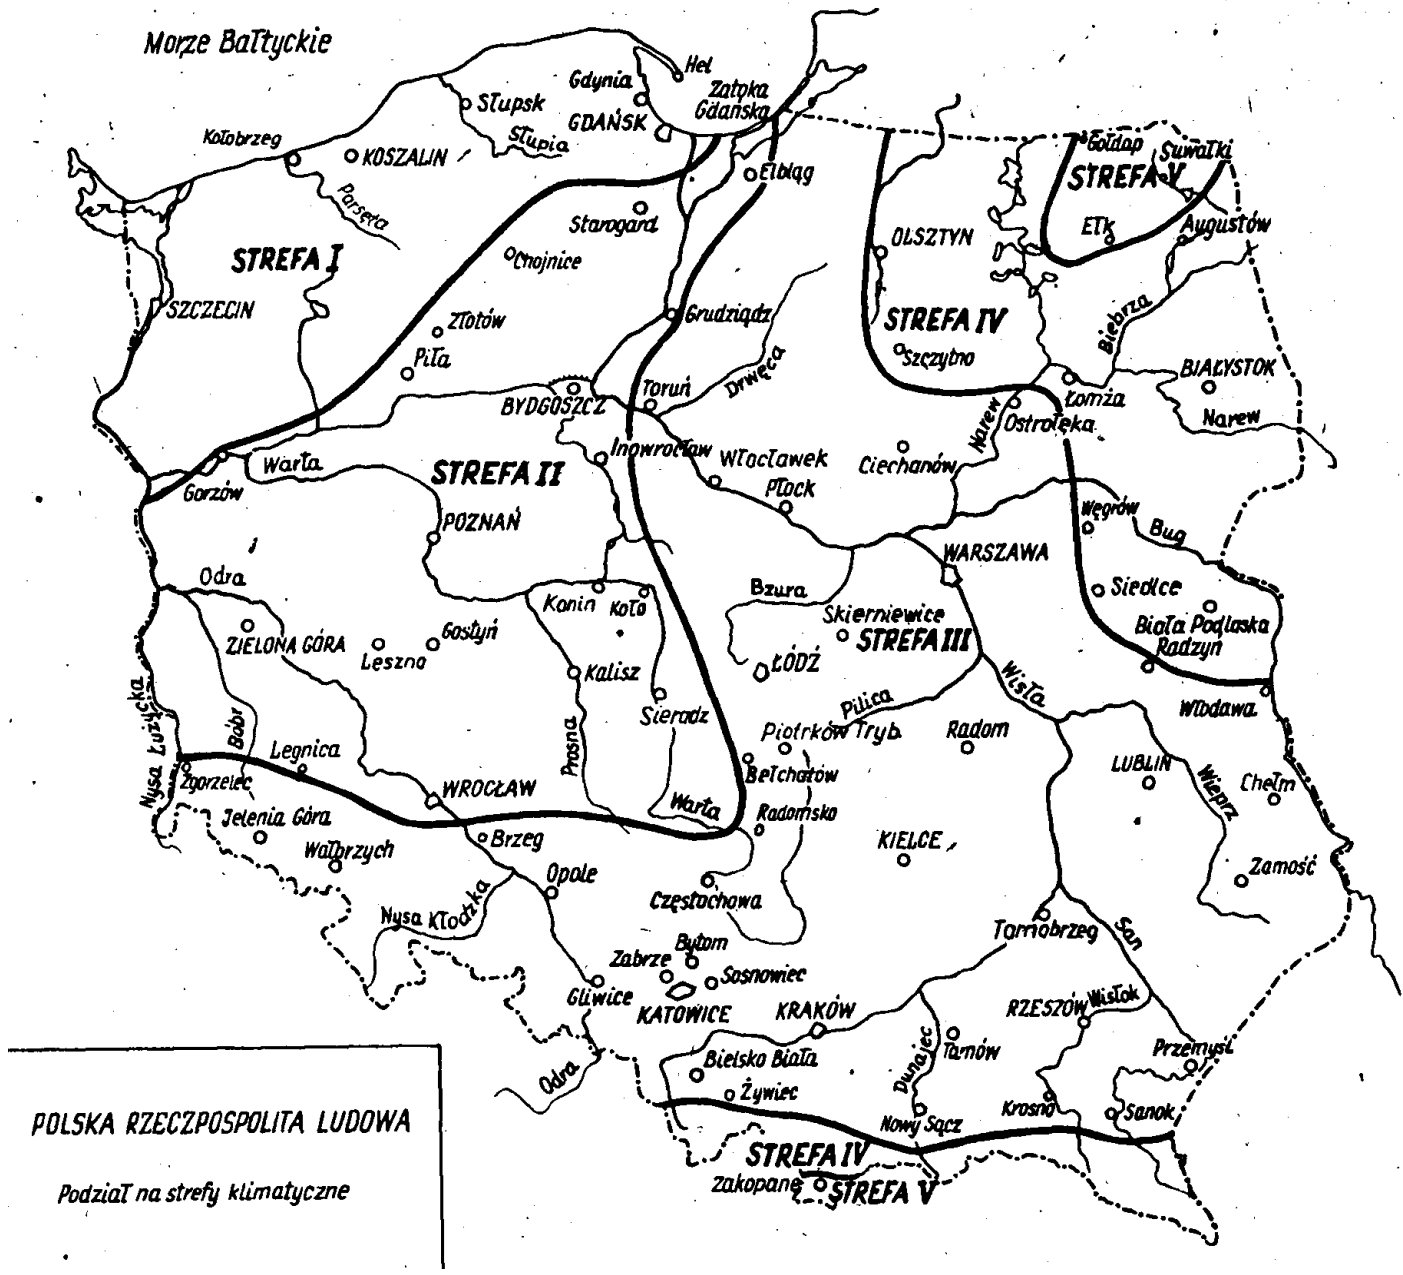 Morze Bałtyckie
Hel
Gdynia
Zatoka
Gdańska
Słupsk
GDAŃSK
Słupia
Kołobrzeg
KOSZALIN
Gołdap
Suwałki
STREFA V
Elbląg
Parsęta
Starogard
Ełk
Augustów
OLSZTYN
STREFA I
Chojnice
SZCZECIN
Złotów
Grudziądz
STREFA IV
Biebrza
Piła
Szczytno
Drwęca
BIAŁYSTOK
Toruń
BYDGOSZCZ
Łomża
Narew
Ostrołęka
Narew
Inowrocław
Warta
STREFA II
Włocławek
Ciechanów
Gorzów
Płock
POZNAŃ
Węgrów
Bug
WARSZAWA
Odra
Bzura
Siedlce
Konin
Koło
Skierniewice
STREFA III
Biała Podlaska
Radzyń
ZIELONA GÓRA
Gostyń
Leszno
Kalisz
ŁÓDŹ
Wisła
Nysa Łużycka
Bóbr
Sieradz
Pilica
Włodawa
Prosna
Piotrków Tryb.
Radom
Legnica
Zgorzelec
Bełchatów
LUBLIN
Wieprz
Chełm
WROCŁAW
Warta
Radomsko
Jelenia Góra
Brzeg
KIELCE
Wałbrzych
Opole
Zamość
Nysa Kłodzka
Częstochowa
Tarnobrzeg
San
Bytom
Zabrze
Sosnowiec
Gliwice
KATOWICE
KRAKÓW
RZESZÓW
Wisłok
Dunajec
Tarnów
Przemyśl
Bielsko Biała
Odra
Żywiec
Krosno
Sanok
Nowy Sącz
STREFA IV
Zakopane
STREFA V
POLSKA RZECZPOSPOLITA LUDOWA
Podział na strefy klimatyczne